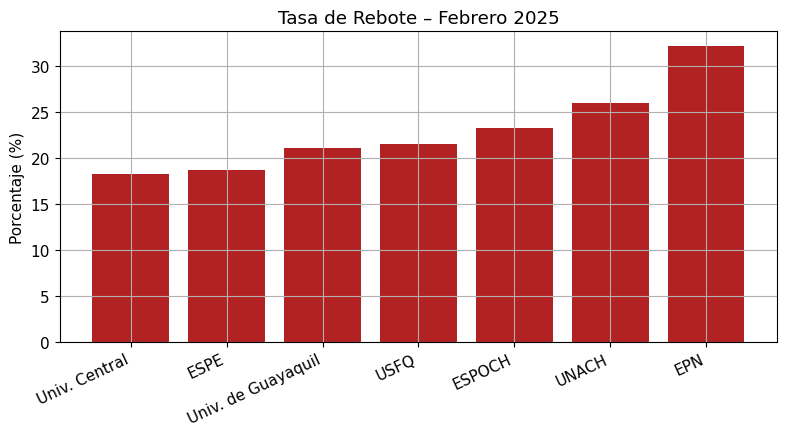 Tasa de Rebote – Febrero 2025
Porcentaje (%)
30
25
20
15
10
5
0
Univ. Central
ESPE
Univ. de Guayaquil
USFQ
ESPOCH
UNACH
EPN